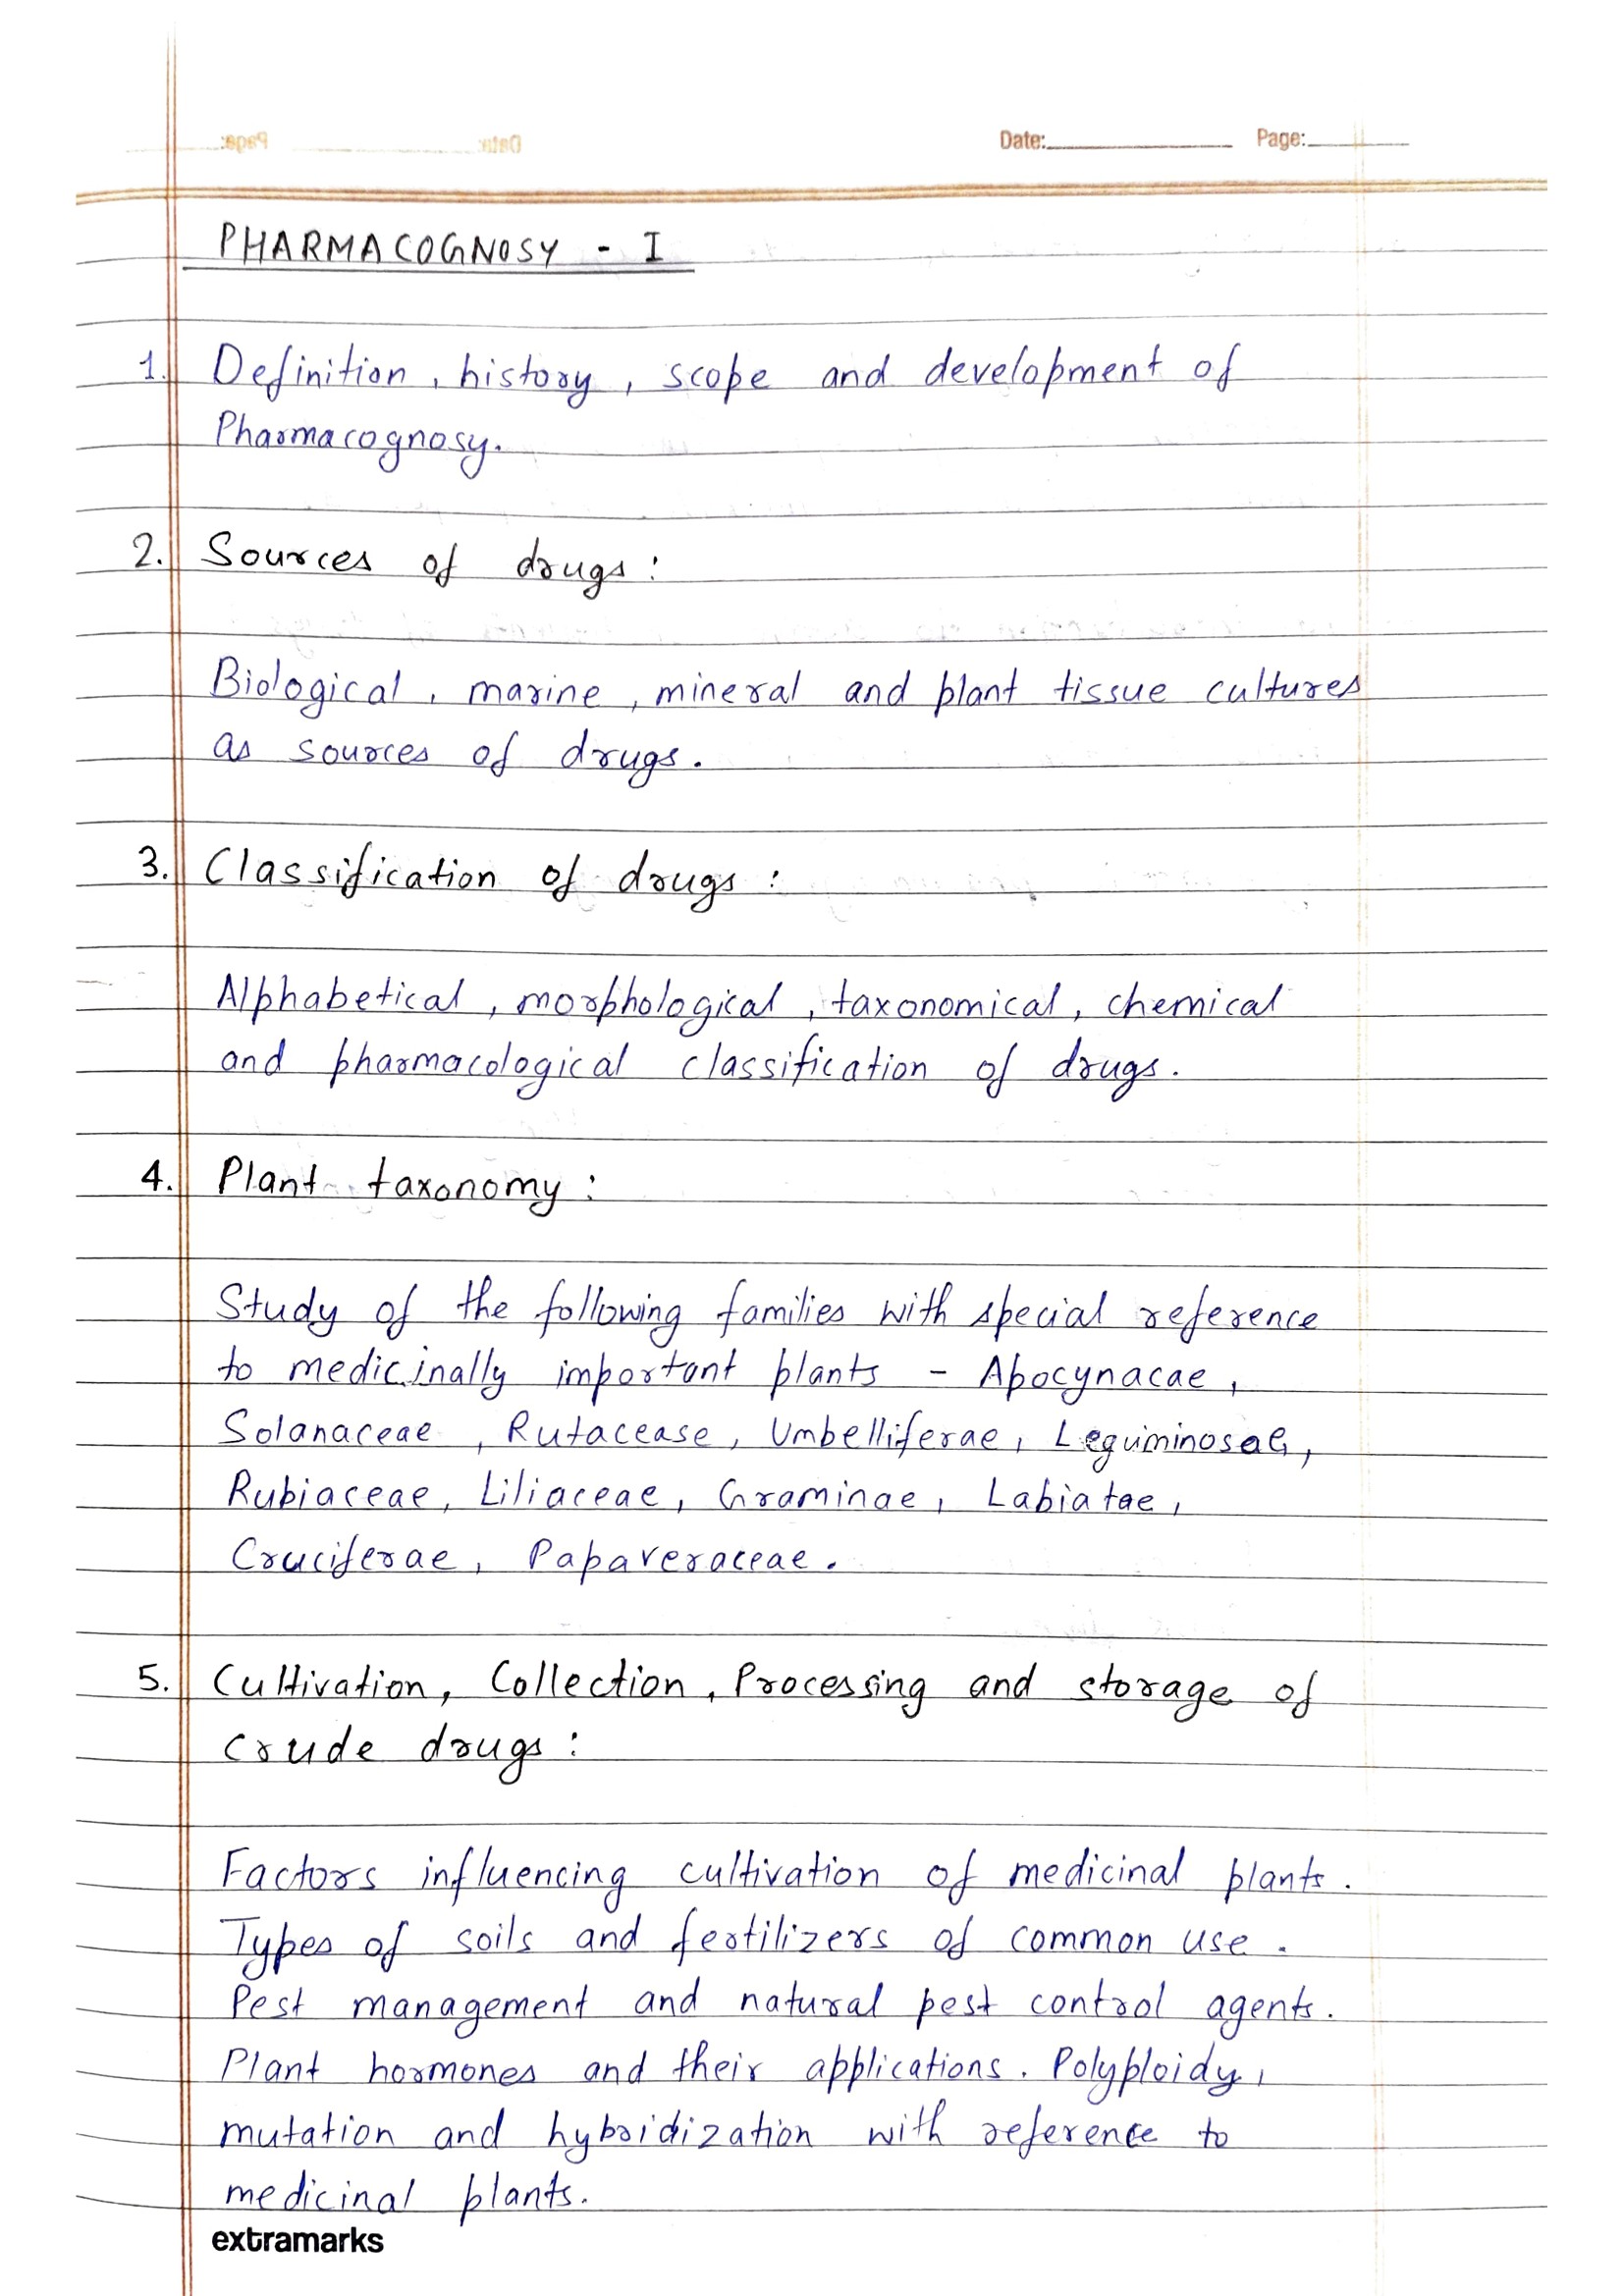 Date: Page:
PHARMACOGNOSY - I
1. Definition, history, scope and development of
Pharmacognosy.
2. Sources of drugs:
Biological, marine, mineral and plant tissue cultures
as sources of drugs.
3. Classification of drugs:
Alphabetical, morphological, taxonomical, chemical
and pharmacological classification of drugs.
4. Plant taxonomy:
Study of the following families with special reference
to medicinally important plants - Apocynacae,
Solanaceae, Rutacease, Umbelliferae, Leguminosae,
Rubiaceae, Liliaceae, Graminae, Labiatae,
Cruciferae, Papaveraceae.
5. Cultivation, Collection, Processing and storage of
crude drugs:
Factors influencing cultivation of medicinal plants.
Types of soils and fertilizers of common use.
Pest management and natural pest control agents.
Plant hormones and their applications. Polyploidy,
mutation and hybridization with reference to
medicinal plants.
extramarks